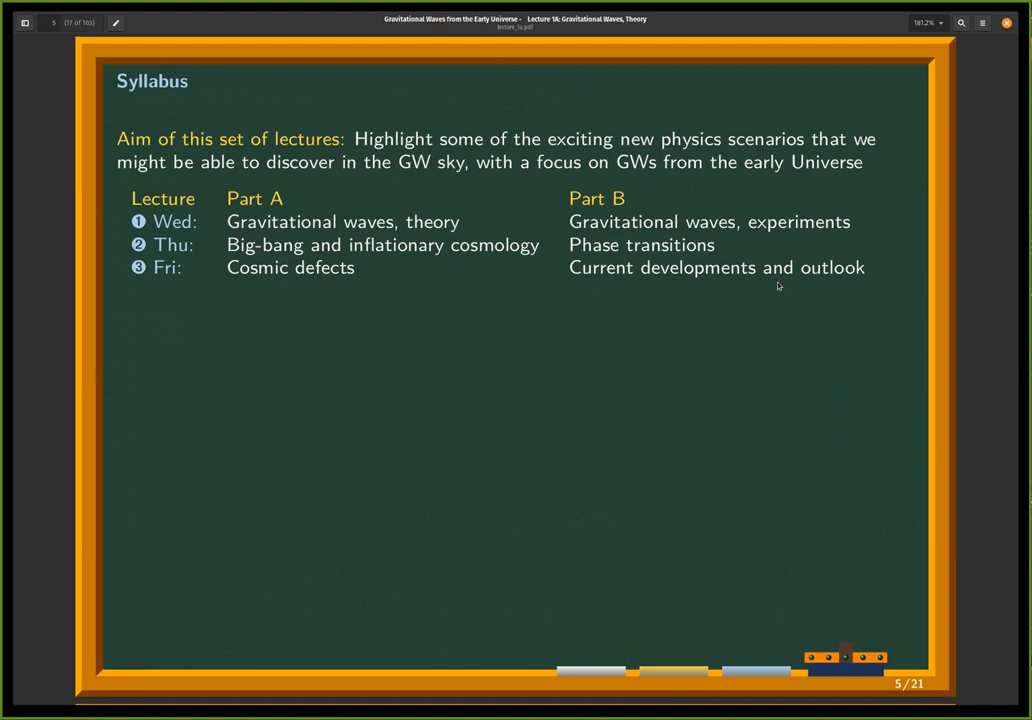 5 (17 of 103) Gravitational Waves from the Early Universe - Lecture 1A: Gravitational Waves, Theory 181.2%
lecture_1a.pdf
Syllabus
Aim of this set of lectures: Highlight some of the exciting new physics scenarios that we
might be able to discover in the GW sky, with a focus on GWs from the early Universe
Lecture Part A Part B
1 Wed: Gravitational waves, theory Gravitational waves, experiments
2 Thu: Big-bang and inflationary cosmology Phase transitions
3 Fri: Cosmic defects Current developments and outlook
5/21